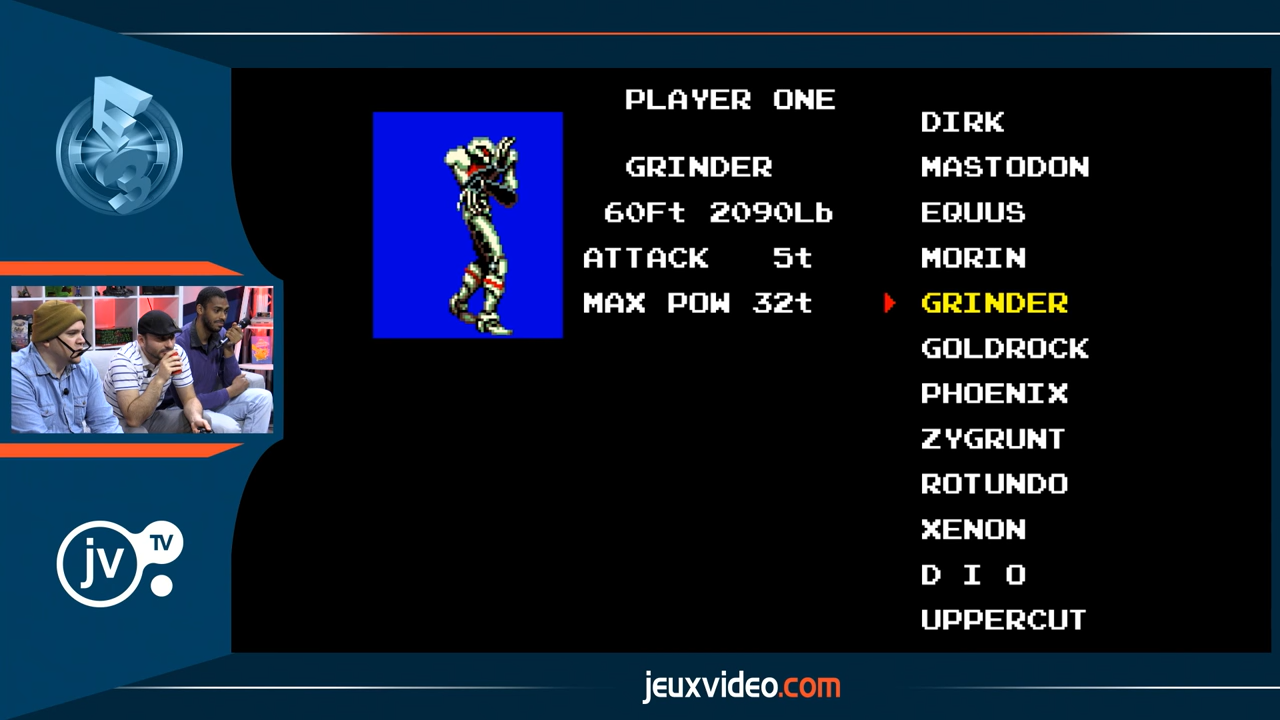 E3
PLAYER ONE
GRINDER
60Ft 2090Lb
ATTACK 5t
MAX POW 32t
DIRK
MASTODON
EQUUS
MORIN
GRINDER
GOLDROCK
PHOENIX
ZYGRUNT
ROTUNDO
XENON
D I O
UPPERCUT
jv TV
jeuxvideo.com